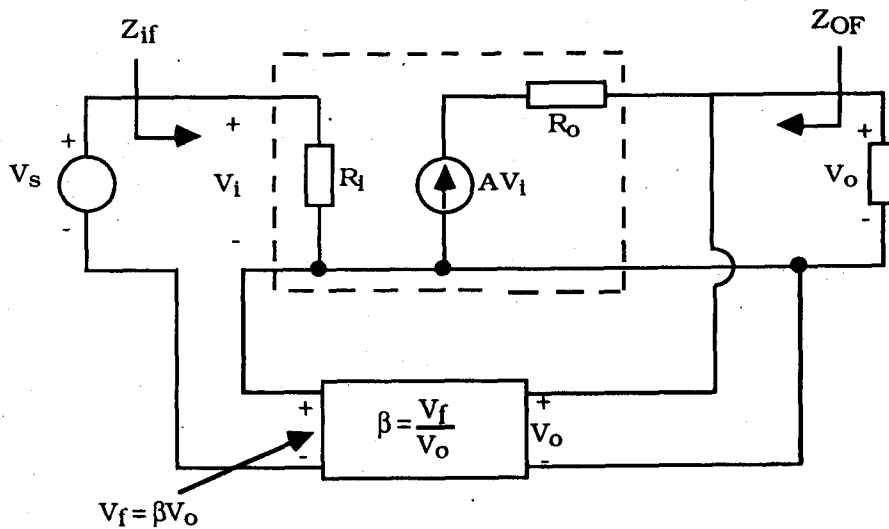 Z_if
Z_OF
R_o
+
+
+
V_s
V_i
R_i
AV_i
V_o
-
-
-
+
β = V_f / V_o
+
V_o
-
-
V_f = βV_o